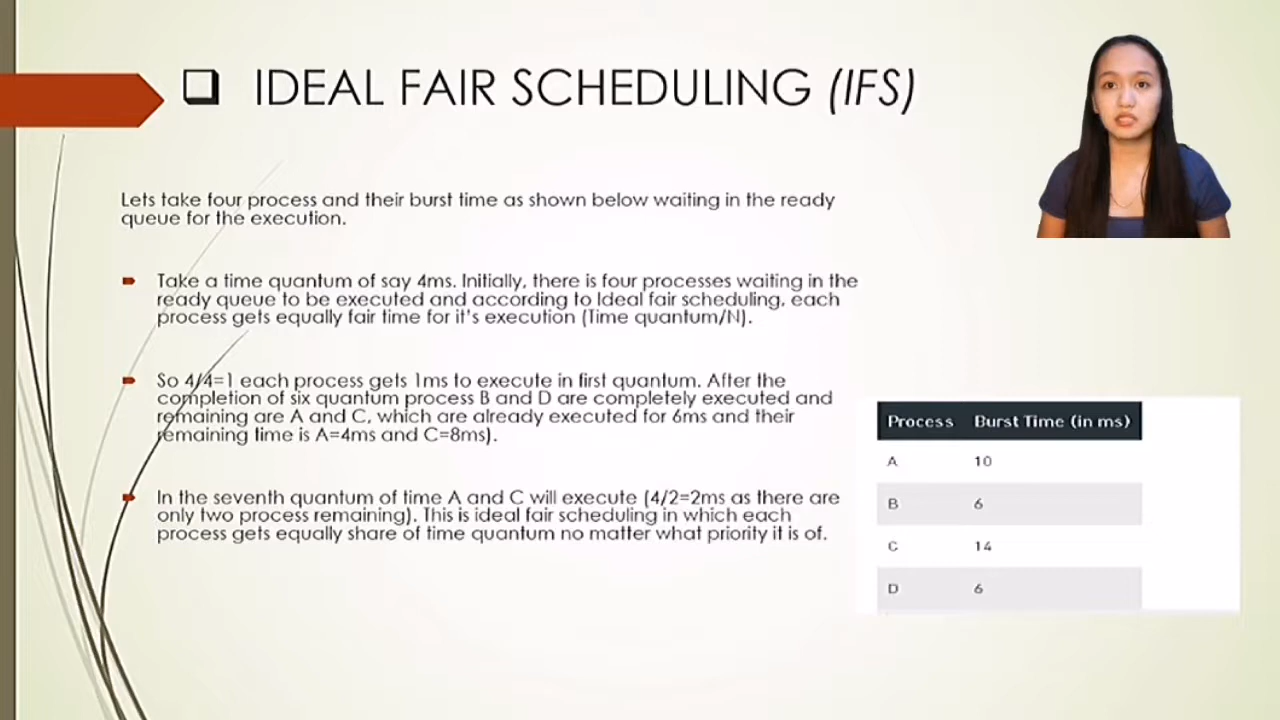 IDEAL FAIR SCHEDULING (IFS)
Lets take four process and their burst time as shown below waiting in the ready
queue for the execution.
Take a time quantum of say 4ms. Initially, there is four processes waiting in the
ready queue to be executed and according to Ideal fair scheduling, each
process gets equally fair time for it's execution (Time quantum/N).
So 4/4=1 each process gets 1ms to execute in first quantum. After the
completion of six quantum process B and D are completely executed and
remaining are A and C, which are already executed for 6ms and their
remaining time is A=4ms and C=8ms).
In the seventh quantum of time A and C will execute (4/2=2ms as there are
only two process remaining). This is ideal fair scheduling in which each
process gets equally share of time quantum no matter what priority it is of.
Process Burst Time (in ms)
A 10
B 6
C 14
D 6